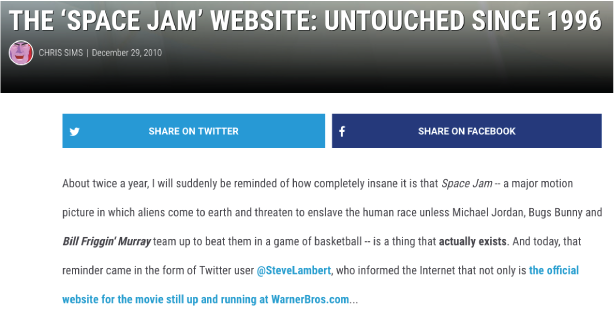 THE ‘SPACE JAM’ WEBSITE: UNTOUCHED SINCE 1996
CHRIS SIMS | December 29, 2010
SHARE ON TWITTER SHARE ON FACEBOOK
About twice a year, I will suddenly be reminded of how completely insane it is that Space Jam -- a major motion
picture in which aliens come to earth and threaten to enslave the human race unless Michael Jordan, Bugs Bunny and
Bill Friggin' Murray team up to beat them in a game of basketball -- is a thing that actually exists. And today, that
reminder came in the form of Twitter user @SteveLambert, who informed the Internet that not only is the official
website for the movie still up and running at WarnerBros.com...